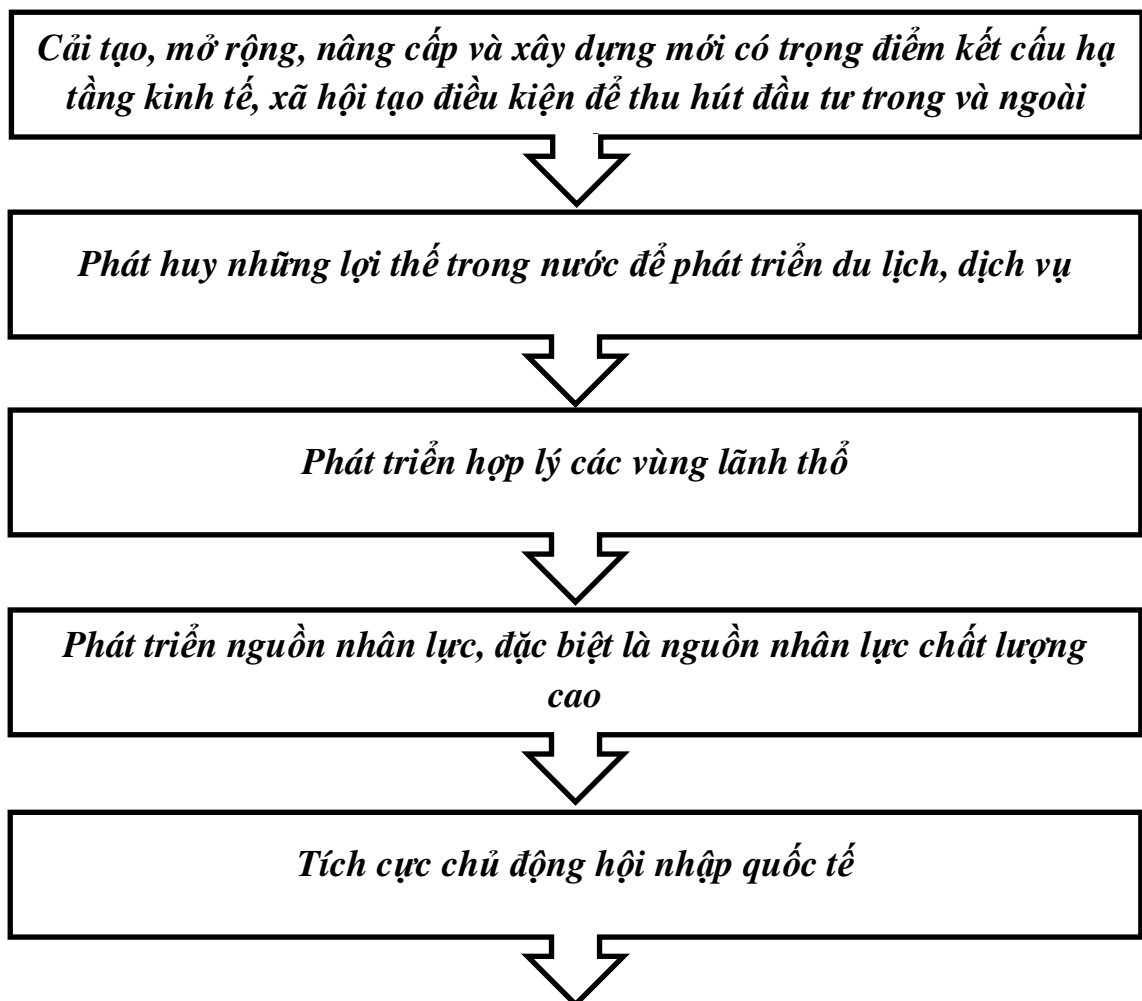 Cải tạo, mở rộng, nâng cấp và xây dựng mới có trọng điểm kết cấu hạ
tầng kinh tế, xã hội tạo điều kiện để thu hút đầu tư trong và ngoài
Phát huy những lợi thế trong nước để phát triển du lịch, dịch vụ
Phát triển hợp lý các vùng lãnh thổ
Phát triển nguồn nhân lực, đặc biệt là nguồn nhân lực chất lượng
cao
Tích cực chủ động hội nhập quốc tế